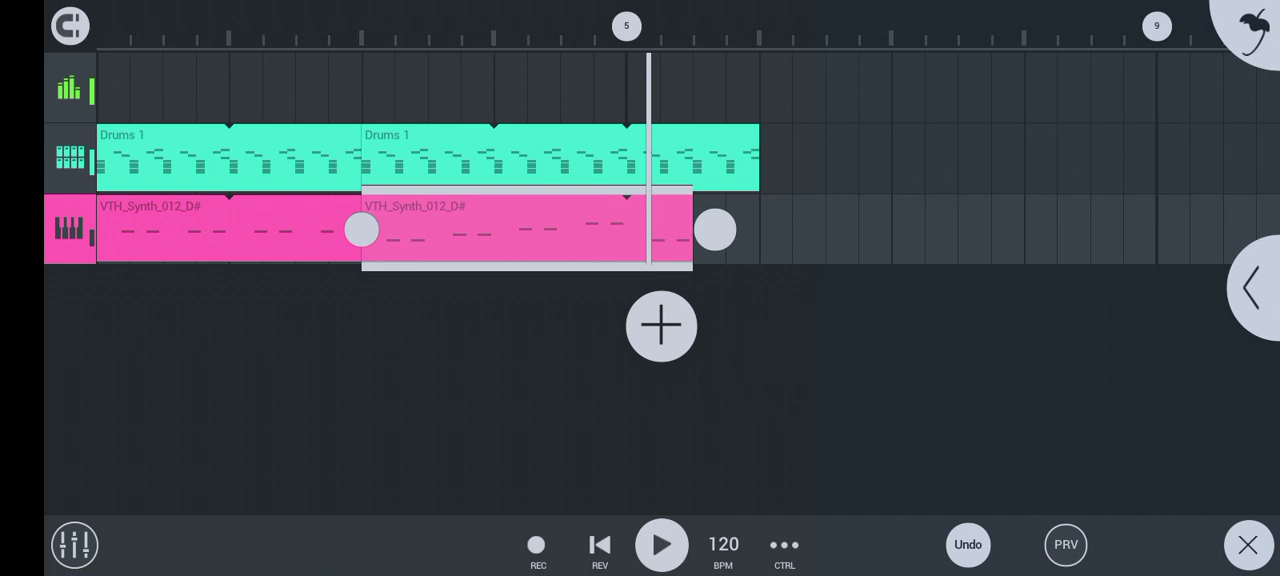 5
9
Drums 1
Drums 1
VTH_Synth_012_D#
VTH_Synth_012_D#
120
Undo
PRV
REC
REV
BPM
CTRL